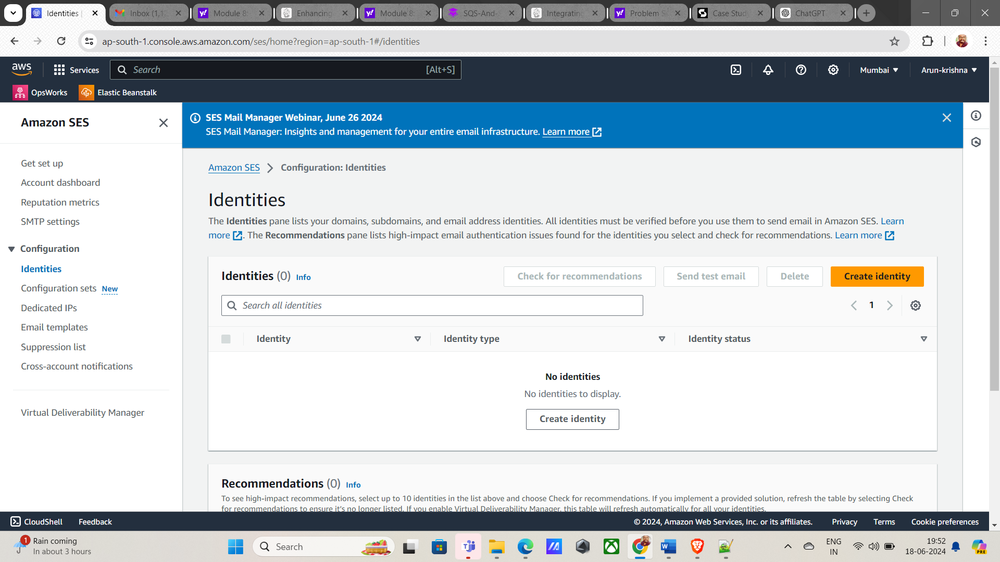 Identities |
Inbox (1,1
Module 8:
Enhancing
Module 8:
SQS-And-
Integrating
Problem S
Case Stud
ChatGPT
ap-south-1.console.aws.amazon.com/ses/home?region=ap-south-1#/identities
aws
Services
Search
[Alt+S]
Mumbai
Arun-krishna
OpsWorks
Elastic Beanstalk
Amazon SES
Get set up
Account dashboard
Reputation metrics
SMTP settings
Configuration
Identities
Configuration sets New
Dedicated IPs
Email templates
Suppression list
Cross-account notifications
Virtual Deliverability Manager
SES Mail Manager Webinar, June 26 2024
SES Mail Manager: Insights and management for your entire email infrastructure. Learn more
Amazon SES > Configuration: Identities
Identities
The Identities pane lists your domains, subdomains, and email address identities. All identities must be verified before you use them to send email in Amazon SES. Learn
more. The Recommendations pane lists high-impact email authentication issues found for the identities you select and check for recommendations. Learn more
Identities (0) Info
Check for recommendations
Send test email
Delete
Create identity
Search all identities
1
Identity
Identity type
Identity status
No identities
No identities to display.
Create identity
Recommendations (0) Info
To see high-impact recommendations, select up to 10 identities in the list above and choose Check for recommendations. If you implement a provided solution, refresh the table by selecting Check
for recommendations to ensure it's no longer listed. If you enable Virtual Deliverability Manager, this table will refresh automatically for all your identities.
CloudShell
Feedback
© 2024, Amazon Web Services, Inc. or its affiliates.
Privacy
Terms
Cookie preferences
1
Rain coming
In about 3 hours
Search
ENG
IN
19:52
18-06-2024
PRE